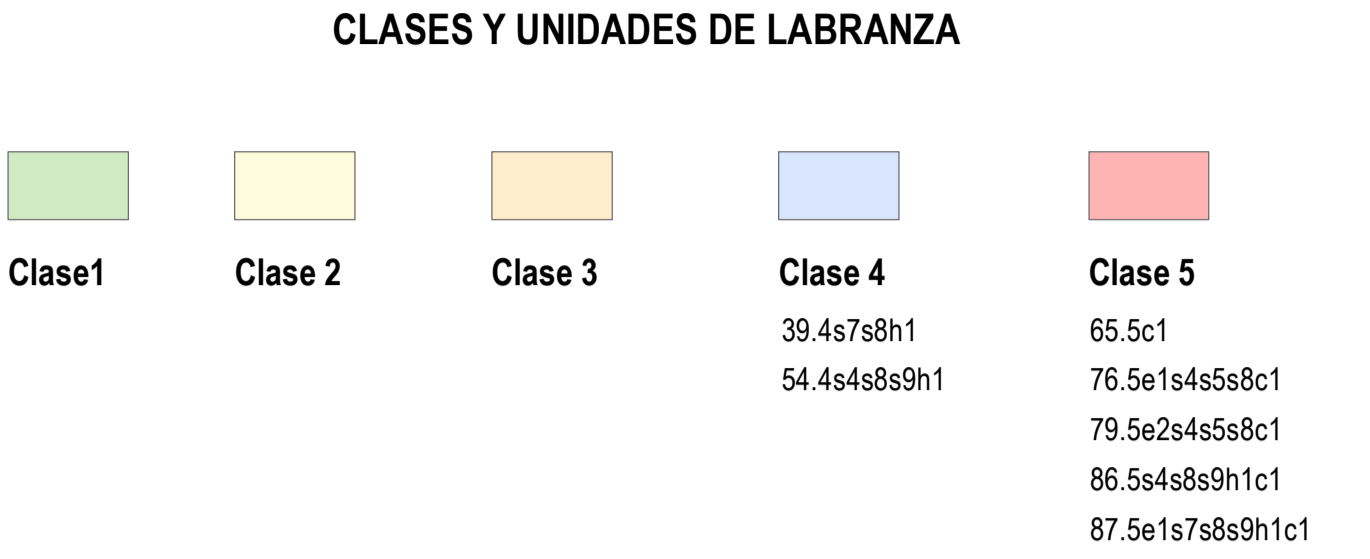 CLASES Y UNIDADES DE LABRANZA
Clase1
Clase 2
Clase 3
Clase 4
39.4s7s8h1
54.4s4s8s9h1
Clase 5
65.5c1
76.5e1s4s5s8c1
79.5e2s4s5s8c1
86.5s4s8s9h1c1
87.5e1s7s8s9h1c1